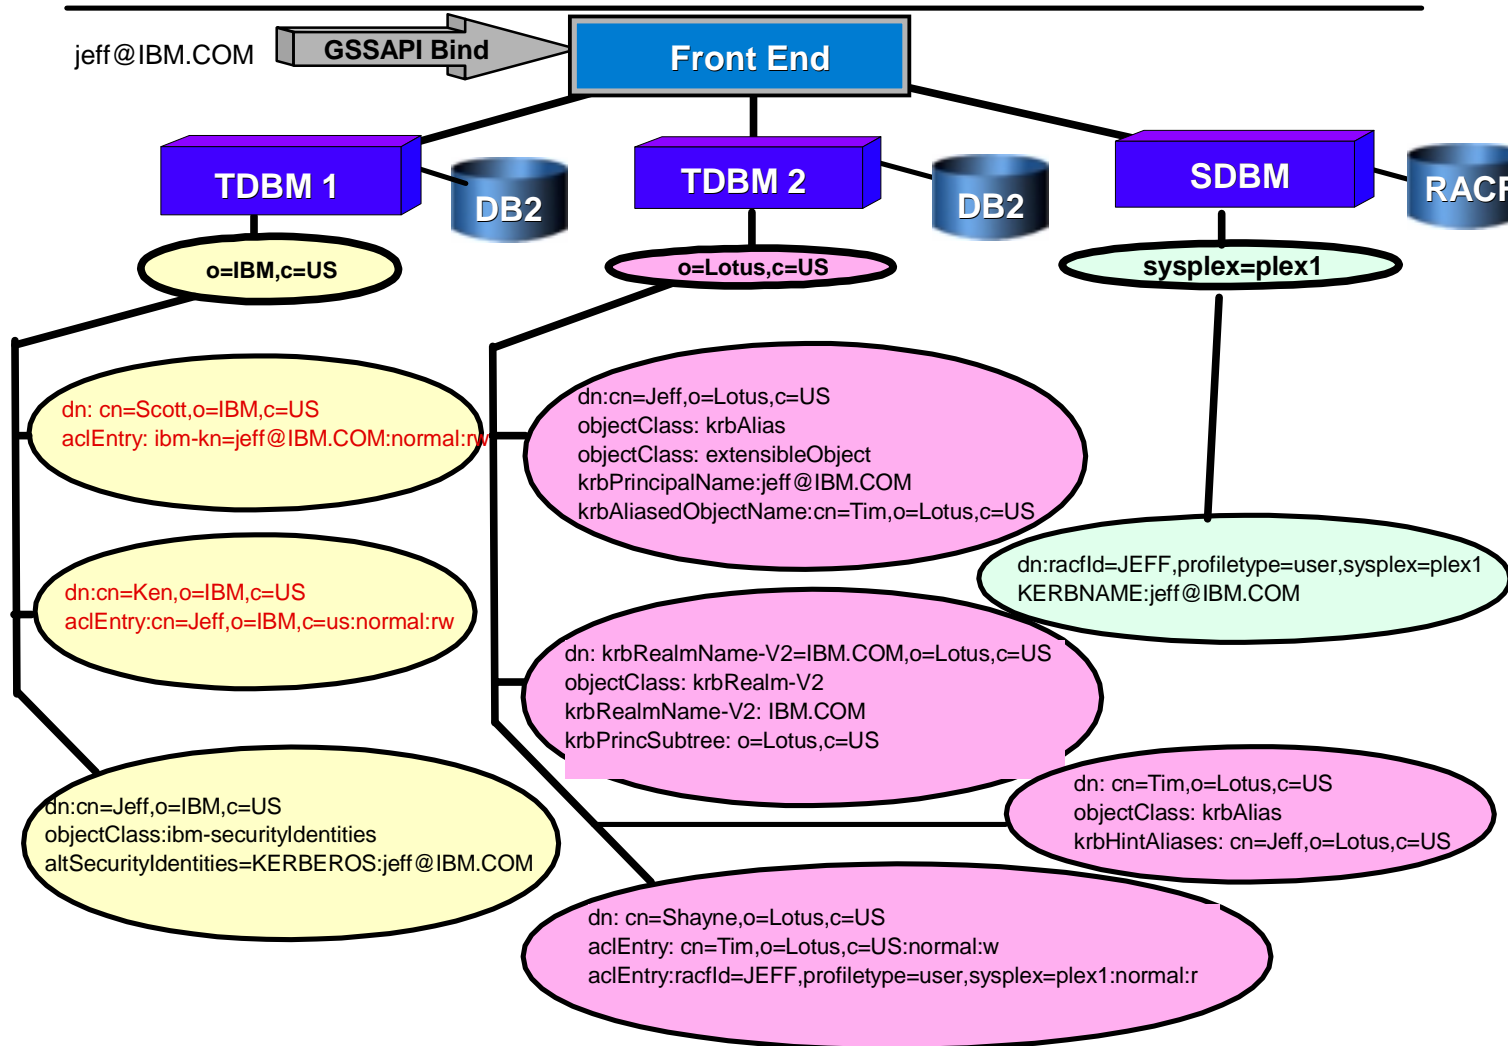 jeff@IBM.COM
GSSAPI Bind
Front End
TDBM 1
DB2
TDBM 2
DB2
SDBM
RACF
o=IBM,c=US
o=Lotus,c=US
sysplex=plex1
dn: cn=Scott,o=IBM,c=US
aclEntry: ibm-kn=jeff@IBM.COM:normal:rw
dn:cn=Ken,o=IBM,c=US
aclEntry:cn=Jeff,o=IBM,c=us:normal:rw
dn:cn=Jeff,o=IBM,c=US
objectClass:ibm-securityIdentities
altSecurityIdentities=KERBEROS:jeff@IBM.COM
dn:cn=Jeff,o=Lotus,c=US
objectClass: krbAlias
objectClass: extensibleObject
krbPrincipalName:jeff@IBM.COM
krbAliasedObjectName:cn=Tim,o=Lotus,c=US
dn: krbRealmName-V2=IBM.COM,o=Lotus,c=US
objectClass: krbRealm-V2
krbRealmName-V2: IBM.COM
krbPrincSubtree: o=Lotus,c=US
dn: cn=Tim,o=Lotus,c=US
objectClass: krbAlias
krbHintAliases: cn=Jeff,o=Lotus,c=US
dn: cn=Shayne,o=Lotus,c=US
aclEntry: cn=Tim,o=Lotus,c=US:normal:w
aclEntry:racfId=JEFF,profiletype=user,sysplex=plex1:normal:r
dn:racfId=JEFF,profiletype=user,sysplex=plex1
KERBNAME:jeff@IBM.COM